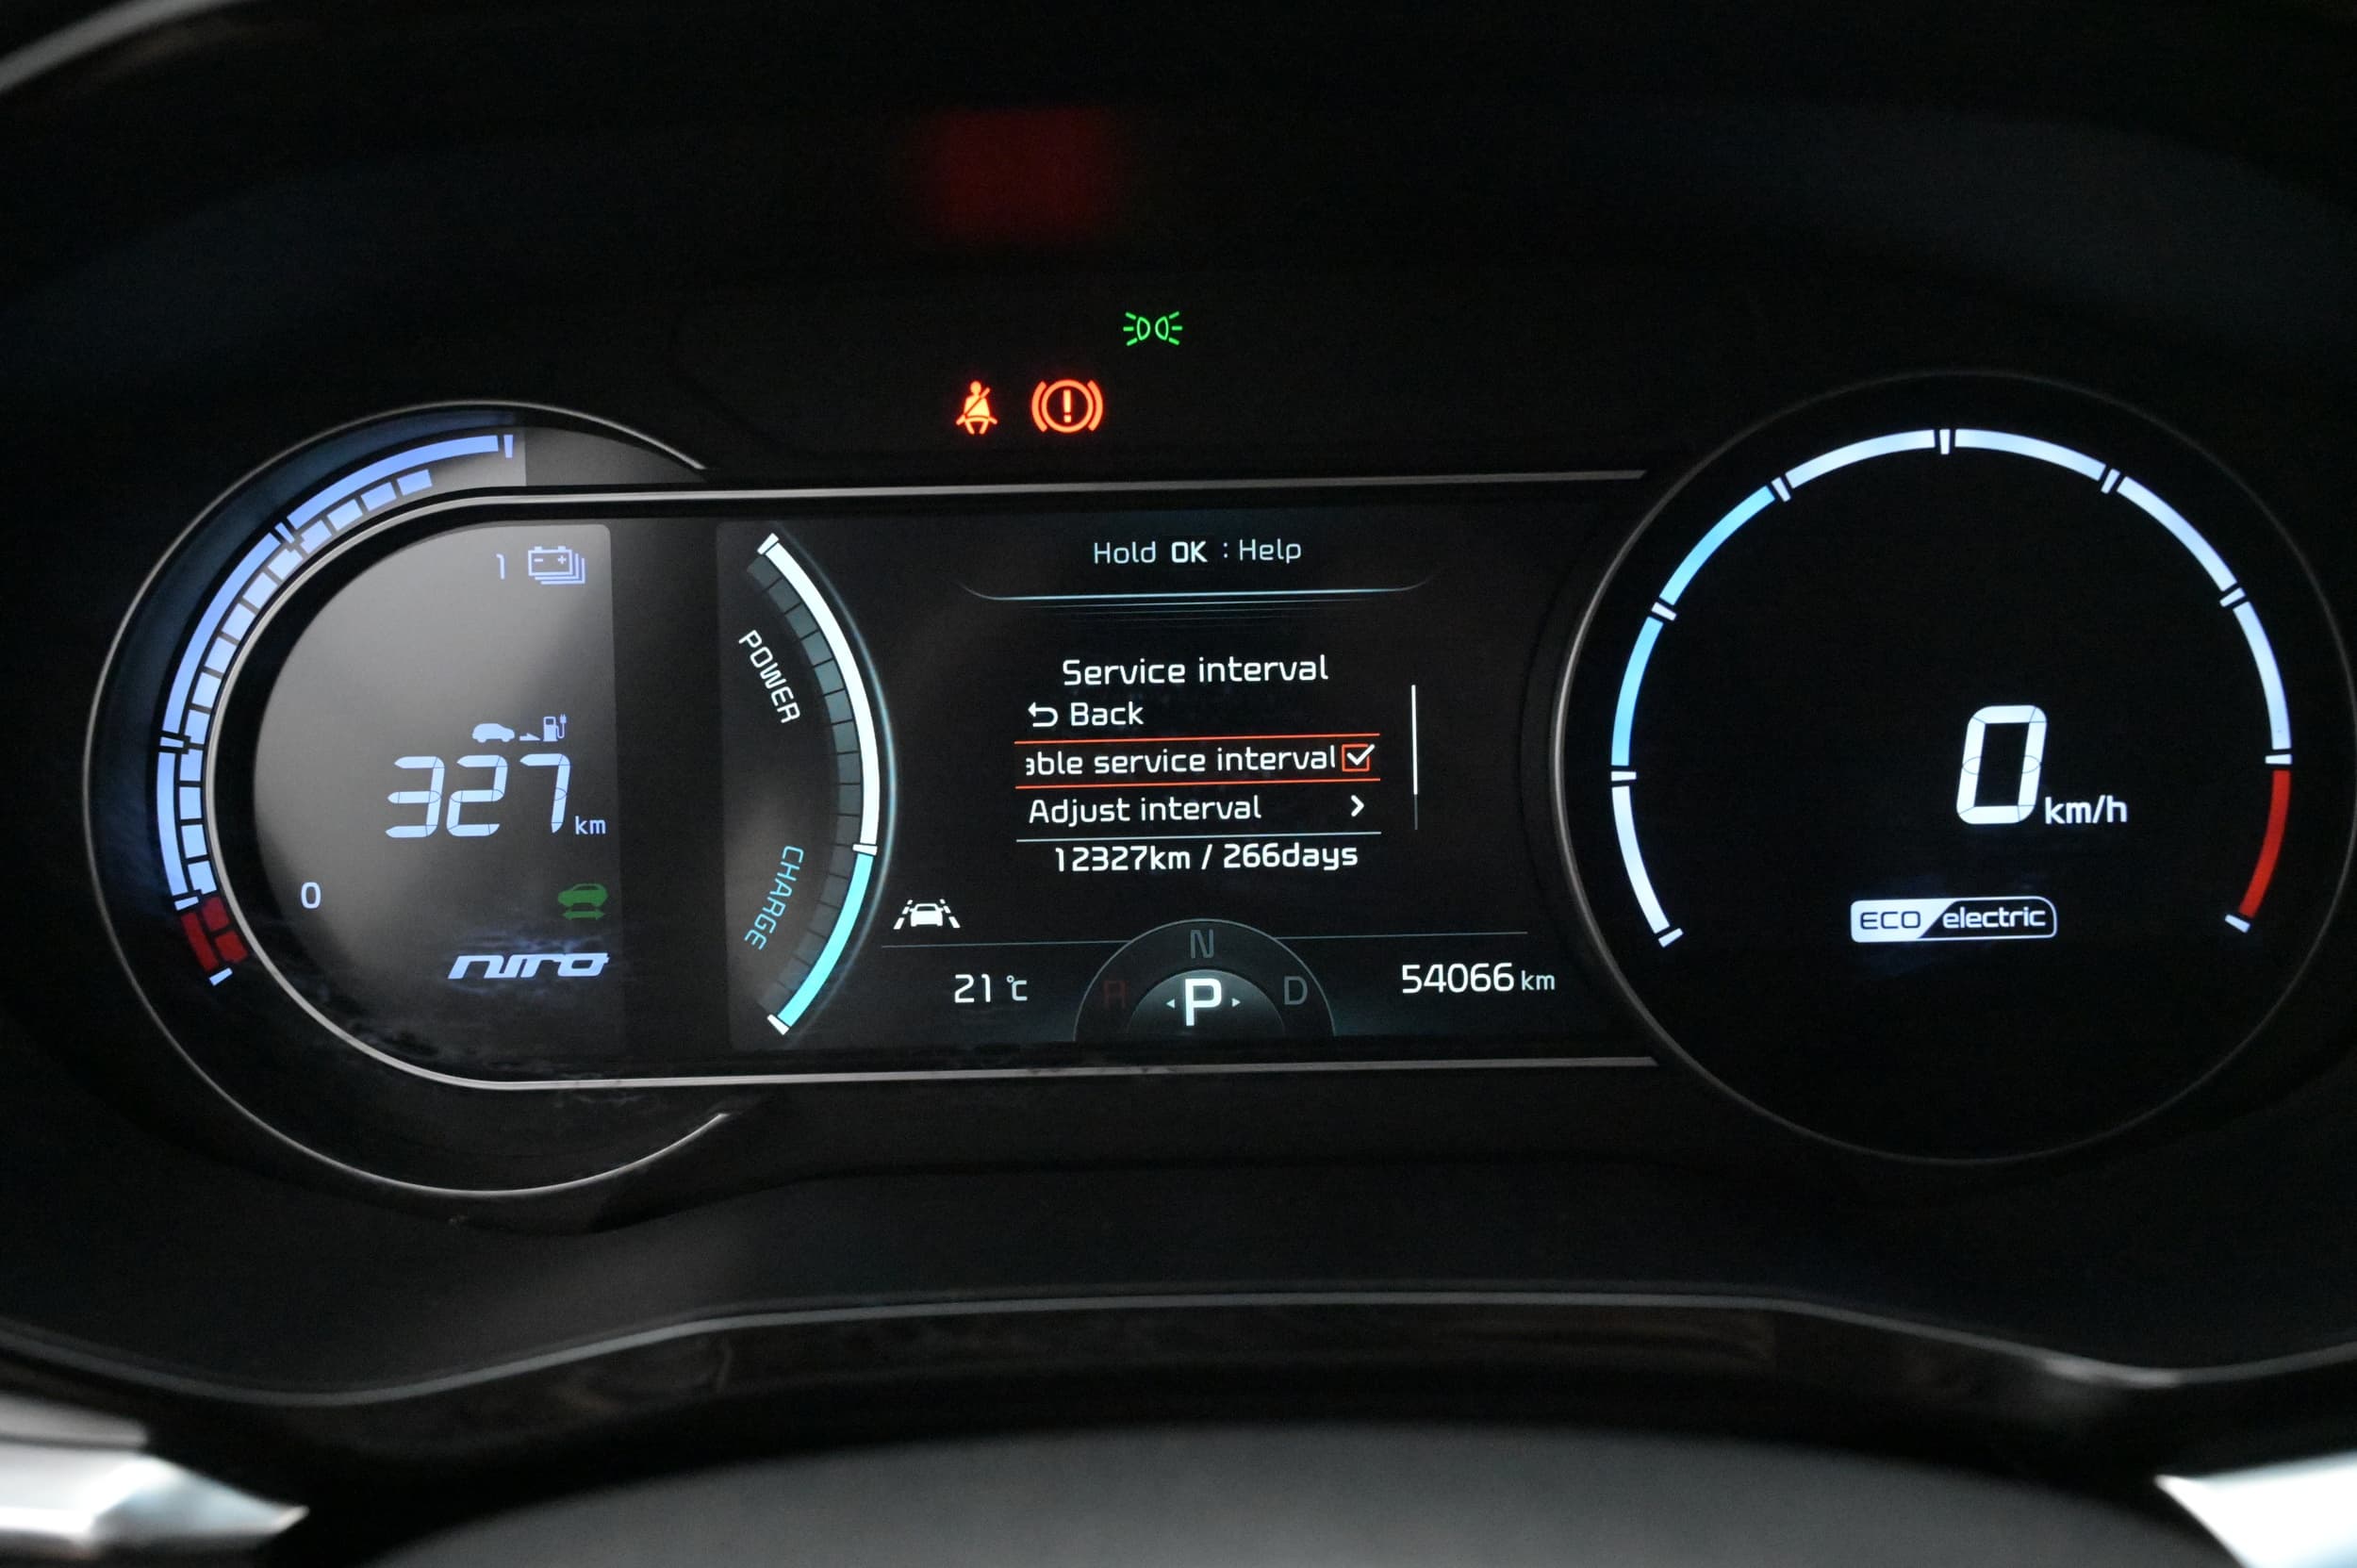 1
327 km
0
niro
POWER
CHARGE
Hold OK : Help
Service interval
Back
able service interval
Adjust interval
12327km / 266days
21 °C
N
R P D
54066 km
0 km/h
ECO electric